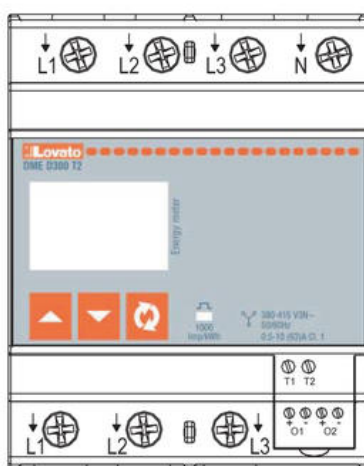 L1 L2 L3 N
Lovato
DME D300 T2
Energy meter
1000
Imp/kWh
380-415 V3N~
50/60Hz
0.5-10 (63)A Cl. 1
T1 T2
+ - + -
O1 O2
L1 L2 L3